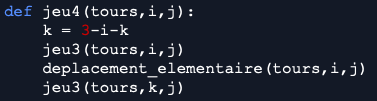 def jeu4(tours,i,j):
    k = 3-i-k
    jeu3(tours,i,j)
    deplacement_elementaire(tours,i,j)
    jeu3(tours,k,j)